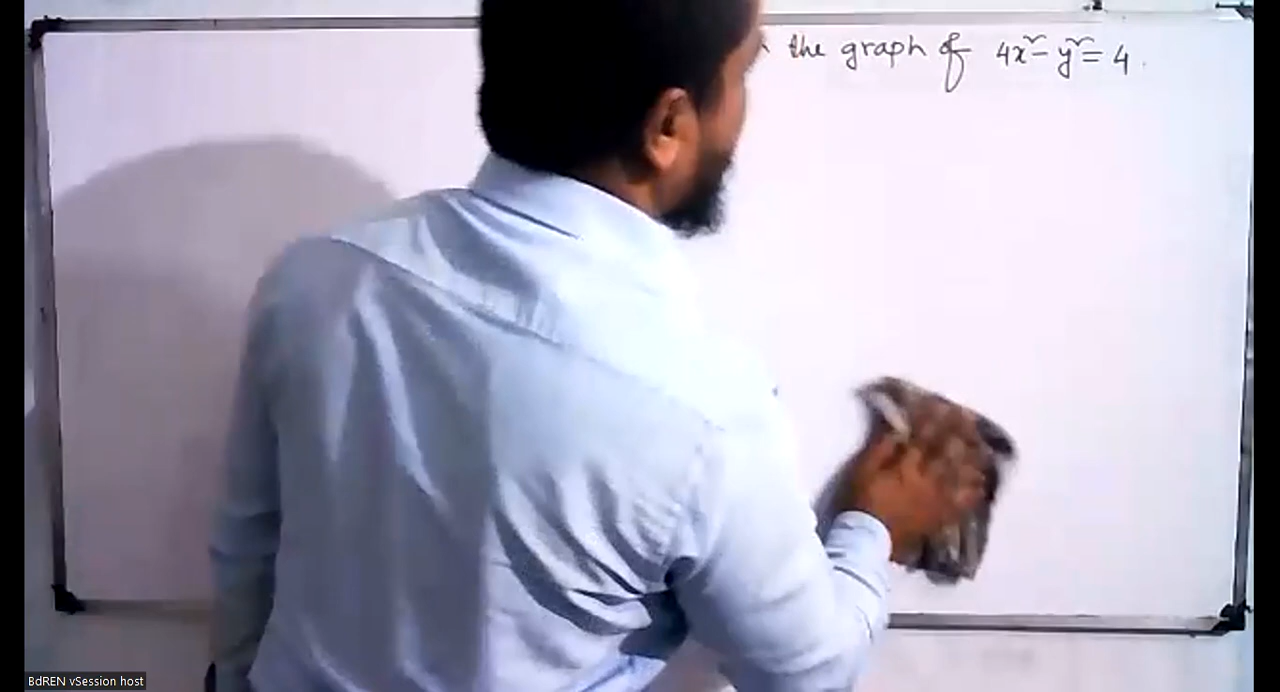 the graph of 4x² - y² = 4.
BdREN vSession host